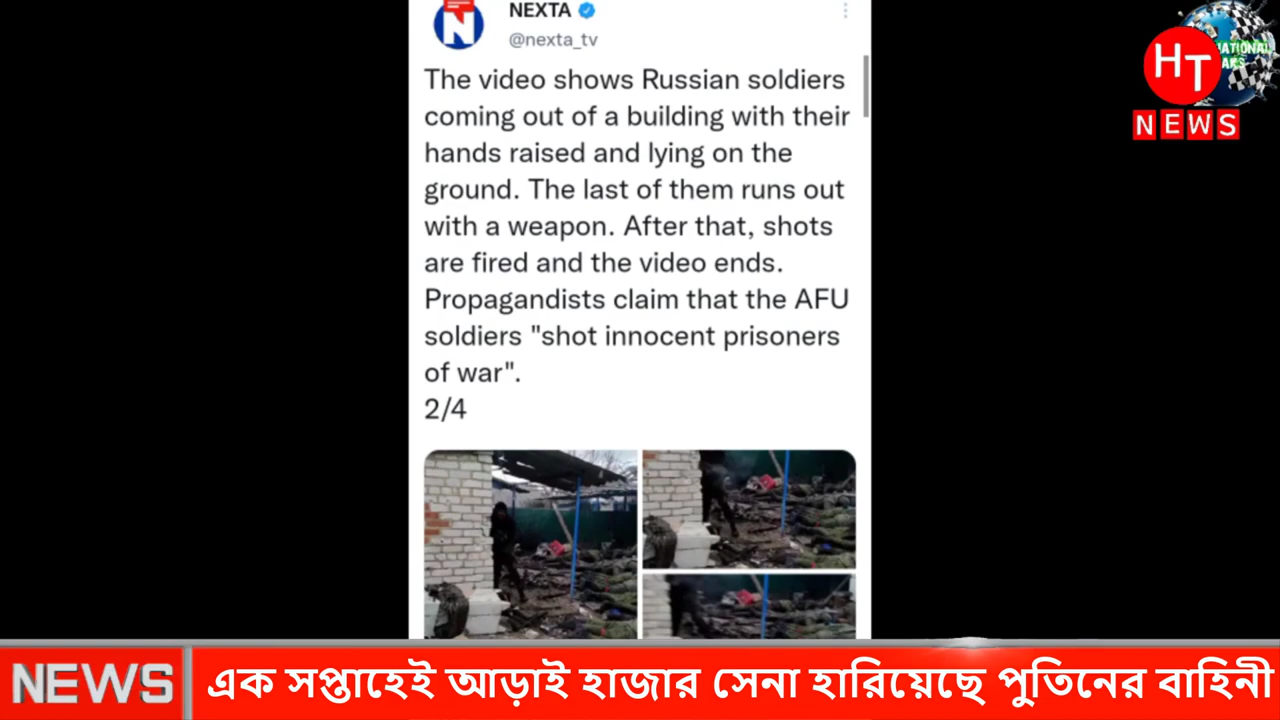 NEXTA
@nexta_tv
The video shows Russian soldiers
coming out of a building with their
hands raised and lying on the
ground. The last of them runs out
with a weapon. After that, shots
are fired and the video ends.
Propagandists claim that the AFU
soldiers "shot innocent prisoners
of war".
2/4
HT
NEWS
NEWS
এক সপ্তাহেই আড়াই হাজার সেনা হারিয়েছে পুতিনের বাহিনী